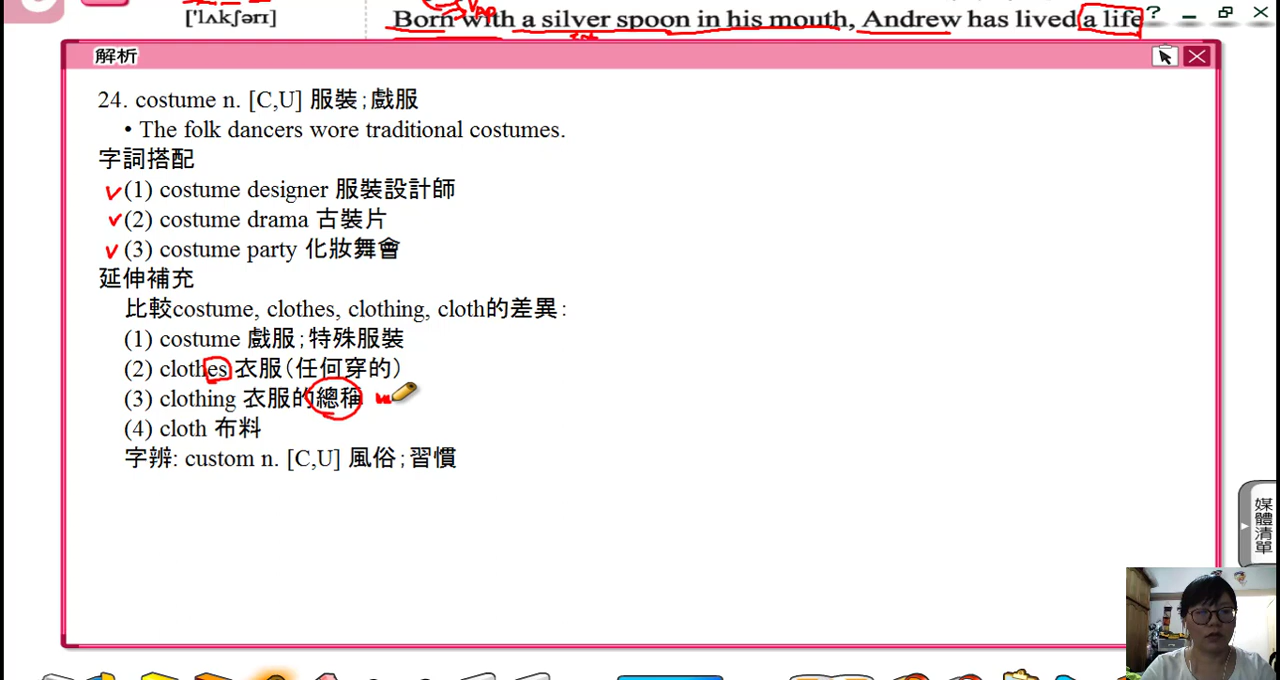 [ˋlʌkʃərɪ]
Born with a silver spoon in his mouth, Andrew has lived a life
解析
24. costume n. [C,U] 服裝；戲服
• The folk dancers wore traditional costumes.
字詞搭配
(1) costume designer 服裝設計師
(2) costume drama 古裝片
(3) costume party 化妝舞會
延伸補充
比較costume, clothes, clothing, cloth的差異：
(1) costume 戲服；特殊服裝
(2) clothes 衣服（任何穿的）
(3) clothing 衣服的總稱
(4) cloth 布料
字辨: custom n. [C,U] 風俗；習慣
媒體清單